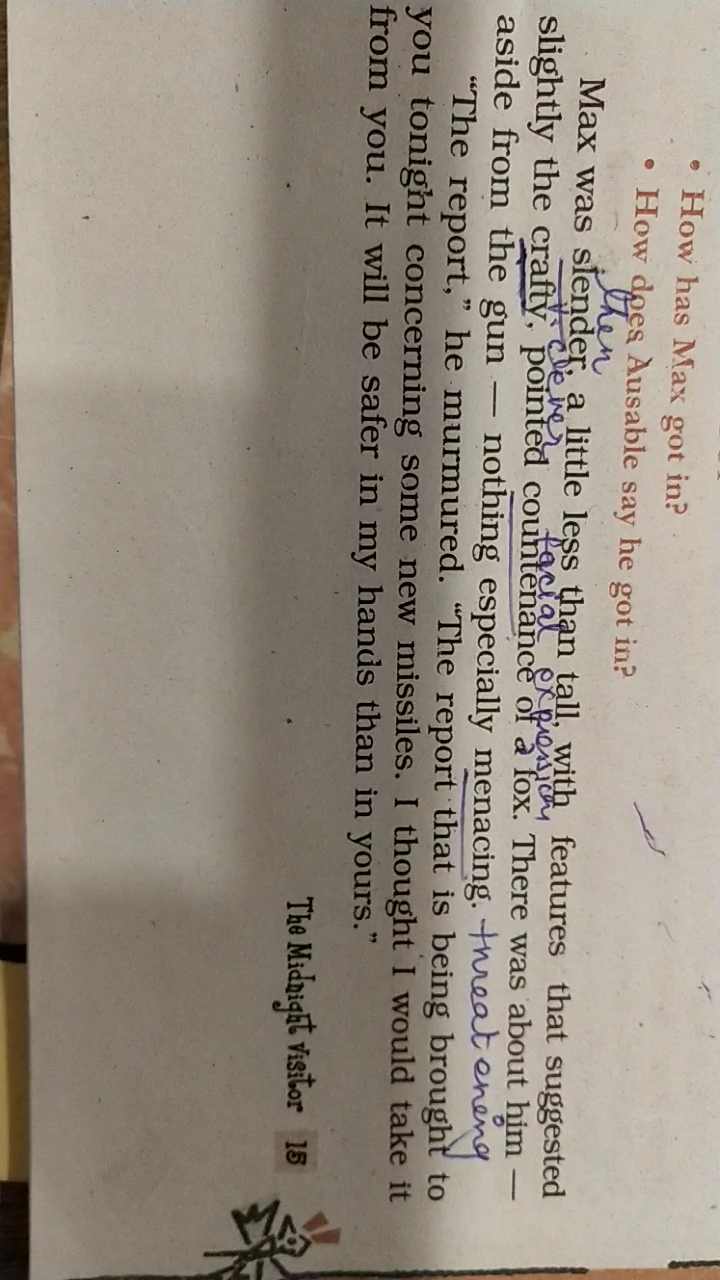 • How has Max got in?
• How does Ausable say he got in?
then
Max was slender, a little less than tall, with features that suggested
clever facial expression
slightly the crafty, pointed countenance of a fox. There was about him —
aside from the gun — nothing especially menacing. threateneng
“The report,” he murmured. “The report that is being brought to
you tonight concerning some new missiles. I thought I would take it
from you. It will be safer in my hands than in yours.”
The Midnight Visitor 15